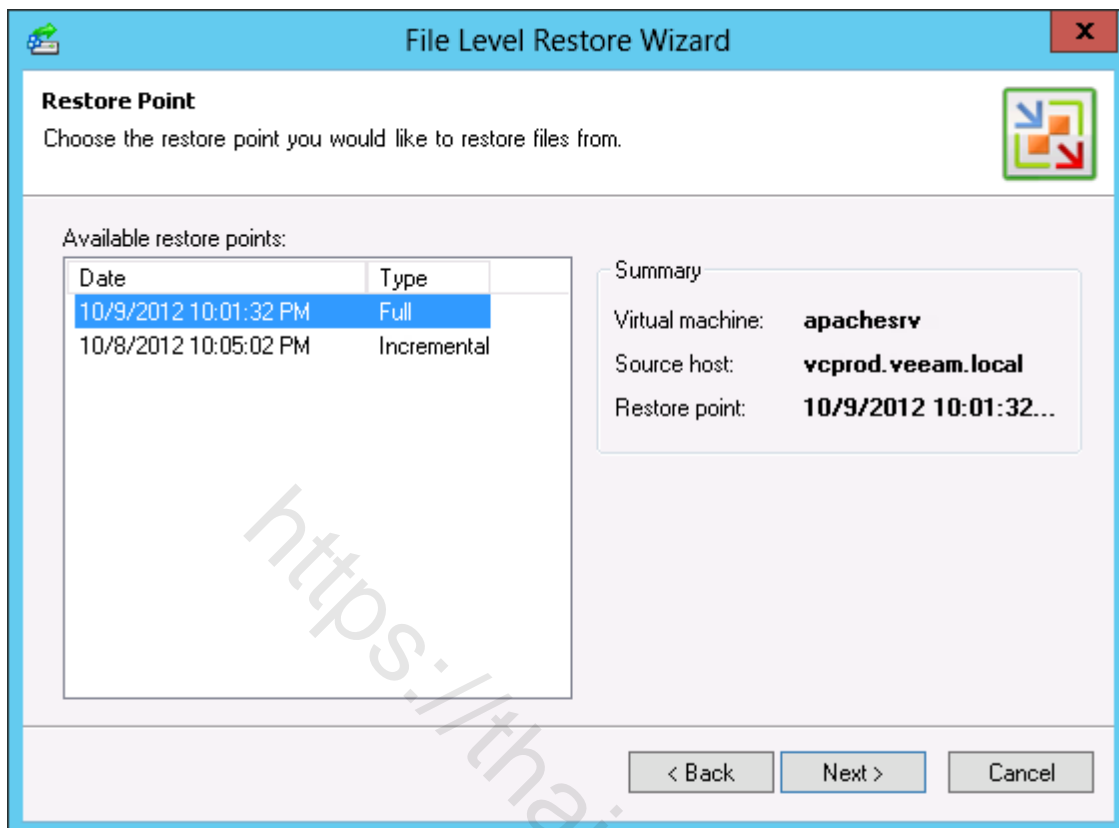 File Level Restore Wizard
x
Restore Point
Choose the restore point you would like to restore files from.
Available restore points:
Date Type
10/9/2012 10:01:32 PM Full
10/8/2012 10:05:02 PM Incremental
Summary
Virtual machine: apachesrv
Source host: vcprod.veeam.local
Restore point: 10/9/2012 10:01:32...
https://thai
< Back Next > Cancel